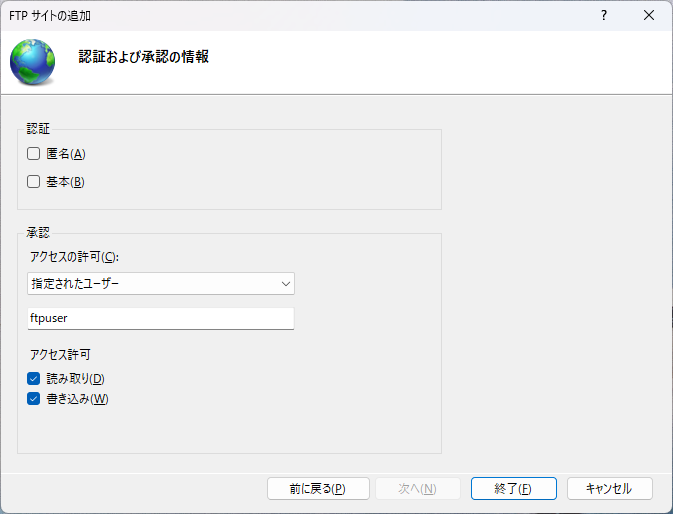 FTP サイトの追加
?
認証および承認の情報
認証
匿名(A)
基本(B)
承認
アクセスの許可(C):
指定されたユーザー
ftpuser
アクセス許可
読み取り(D)
書き込み(W)
前に戻る(P)
次へ(N)
終了(F)
キャンセル